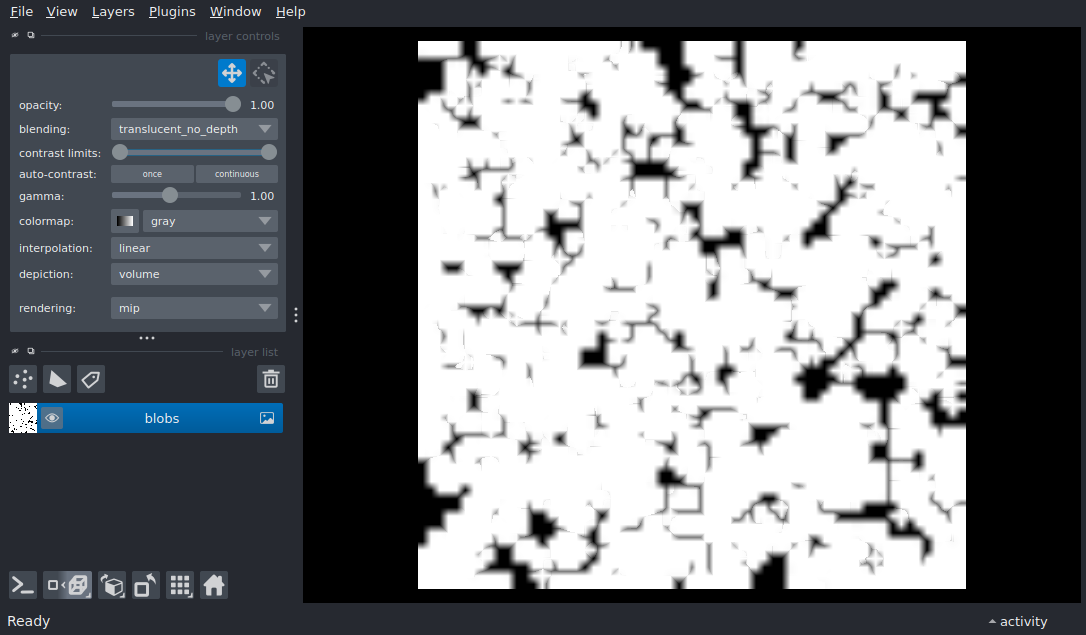 File View Layers Plugins Window Help
layer controls
opacity: 1.00
blending: translucent_no_depth
contrast limits:
auto-contrast: once continuous
gamma: 1.00
colormap: gray
interpolation: linear
depiction: volume
rendering: mip
layer list
blobs
Ready
activity